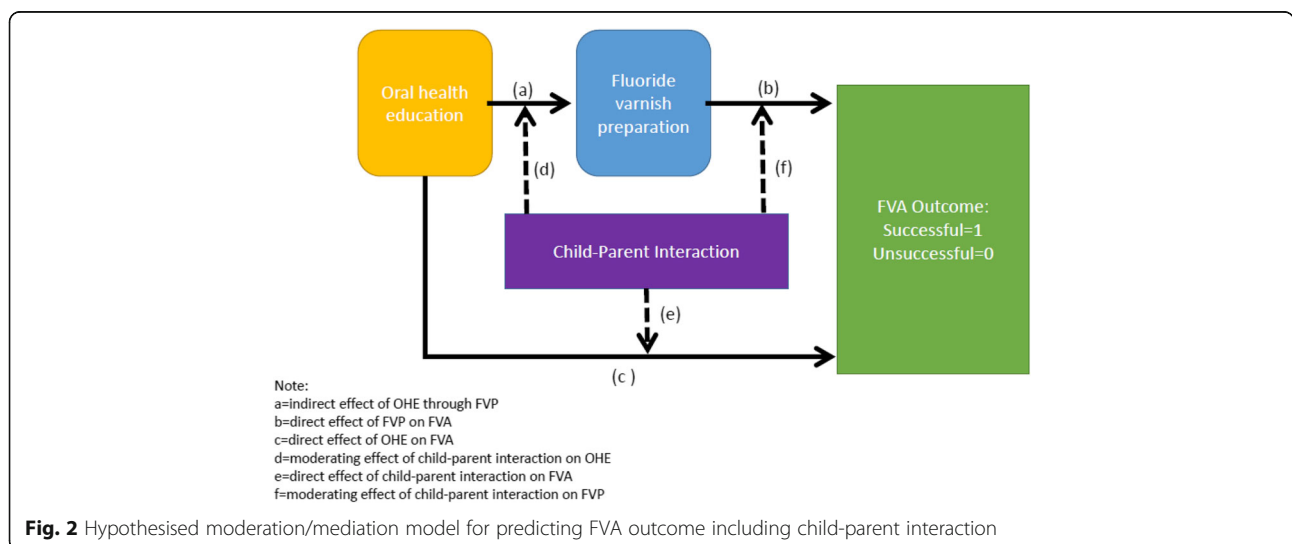 Oral health
education
(a)
Fluoride
varnish
preparation
(b)
(d)
(f)
Child-Parent Interaction
FVA Outcome:
Successful=1
Unsuccessful=0
(e)
(c )
Note:
a=indirect effect of OHE through FVP
b=direct effect of FVP on FVA
c=direct effect of OHE on FVA
d=moderating effect of child-parent interaction on OHE
e=direct effect of child-parent interaction on FVA
f=moderating effect of child-parent interaction on FVP
Fig. 2 Hypothesised moderation/mediation model for predicting FVA outcome including child-parent interaction